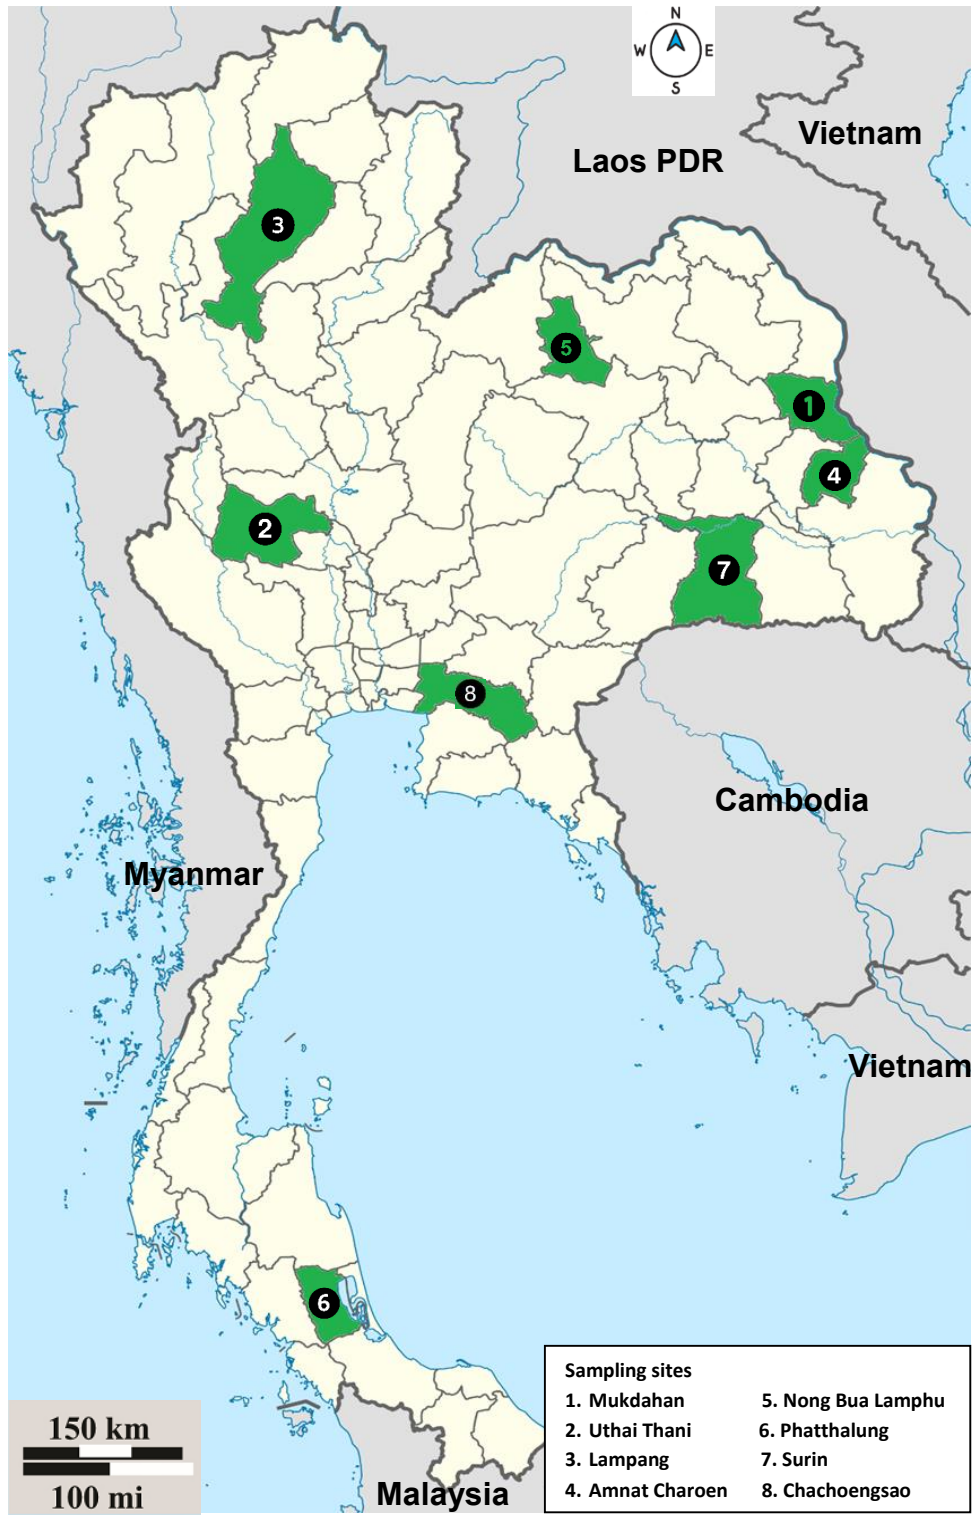 N
W E
S
Vietnam
Laos PDR
3
5
1
4
2
7
8
Cambodia
Myanmar
Vietnam
6
Sampling sites
1. Mukdahan
2. Uthai Thani
3. Lampang
4. Amnat Charoen
5. Nong Bua Lamphu
6. Phatthalung
7. Surin
8. Chachoengsao
150 km
100 mi
Malaysia